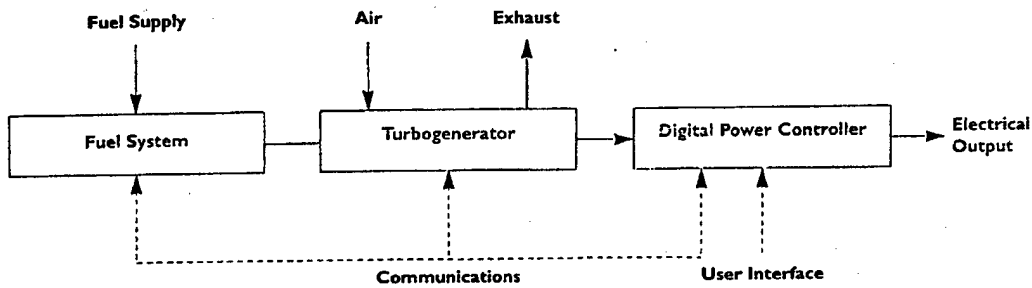 Fuel Supply
Air
Exhaust
Fuel System
Turbogenerator
Digital Power Controller
Electrical
Output
Communications
User Interface